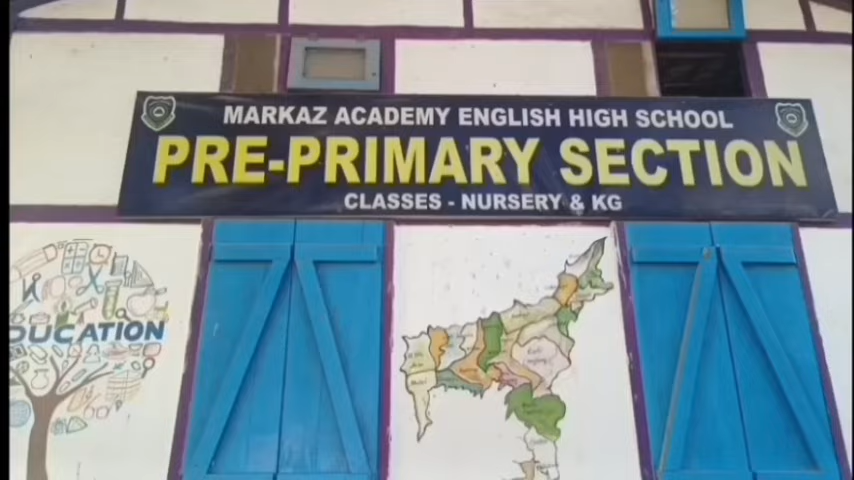 MARKAZ ACADEMY ENGLISH HIGH SCHOOL
PRE-PRIMARY SECTION
CLASSES - NURSERY & KG
DUCATION